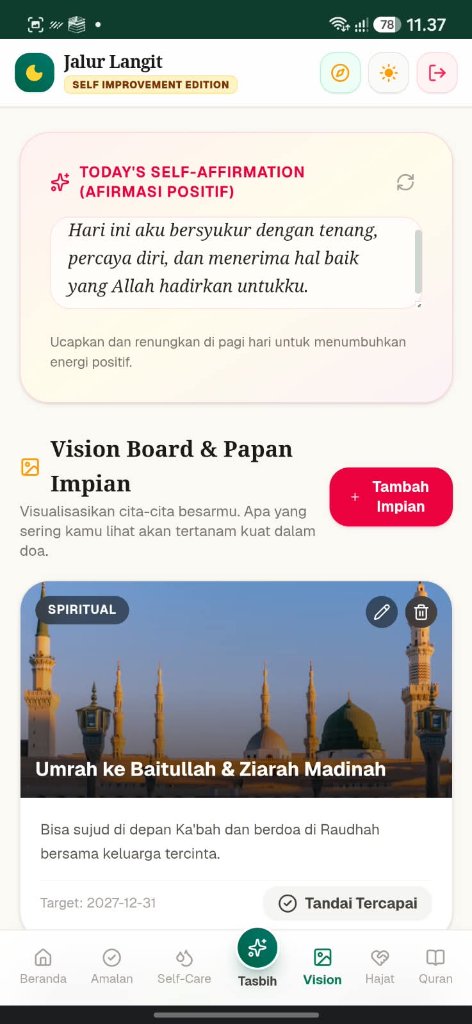 78 11.37
Jalur Langit
SELF IMPROVEMENT EDITION
TODAY'S SELF-AFFIRMATION
(AFIRMASI POSITIF)
Hari ini aku bersyukur dengan tenang,
percaya diri, dan menerima hal baik
yang Allah hadirkan untukku.
Ucapkan dan renungkan di pagi hari untuk menumbuhkan
energi positif.
Vision Board & Papan
Impian
Visualisasikan cita-cita besarmu. Apa yang
sering kamu lihat akan tertanam kuat dalam
doa.
+ Tambah
Impian
SPIRITUAL
Umrah ke Baitullah & Ziarah Madinah
Bisa sujud di depan Ka'bah dan berdoa di Raudhah
bersama keluarga tercinta.
Target: 2027-12-31
Tandai Tercapai
Beranda Amalan Self-Care Tasbih Vision Hajat Quran